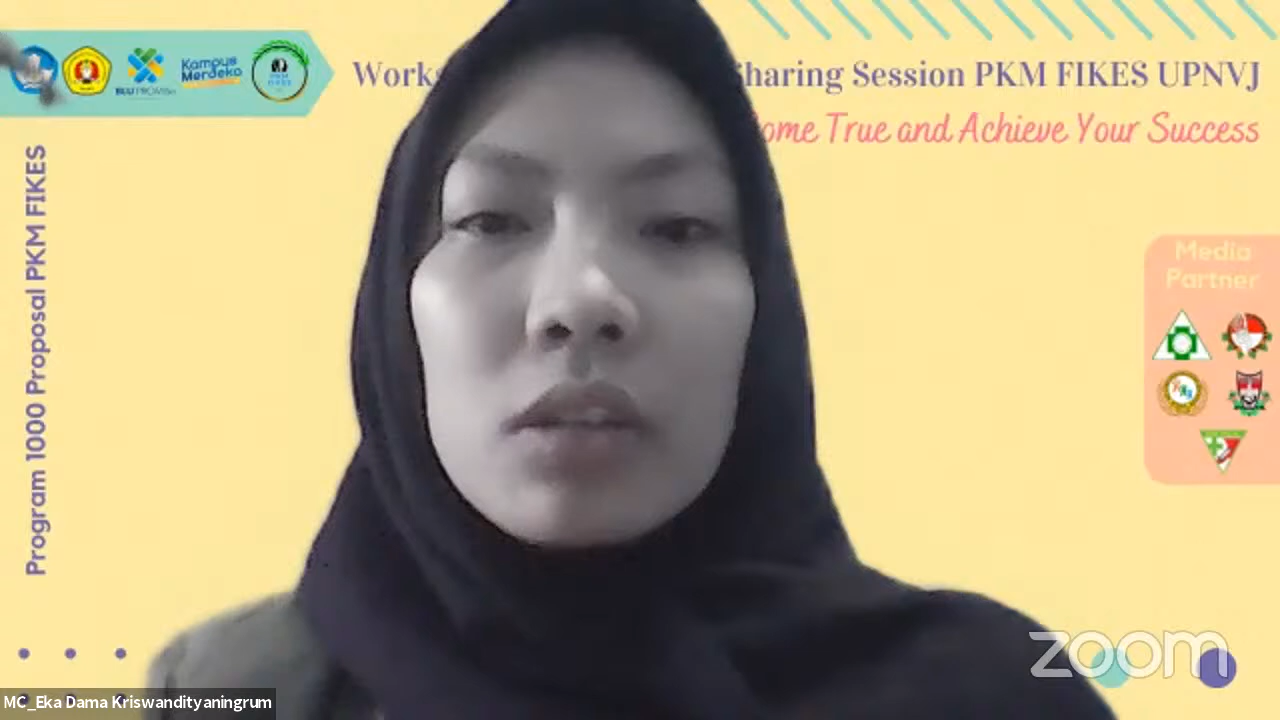 Kampus
Merdeka
Sharing Session PKM FIKES UPNVJ
ome True and Achieve Your Success
Program 1000 Proposal PKM FIKES
Media
Partner
zoom
MC_Eka Dama Kriswandityaningrum